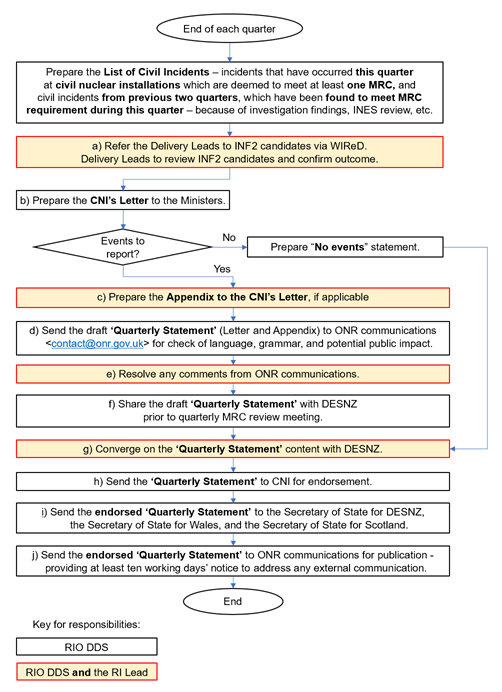 End of each quarter
Prepare the List of Civil Incidents – incidents that have occurred this quarter
at civil nuclear installations which are deemed to meet at least one MRC, and
civil incidents from previous two quarters, which have been found to meet MRC
requirement during this quarter – because of investigation findings, INES review, etc.
a) Refer the Delivery Leads to INF2 candidates via WIReD.
Delivery Leads to review INF2 candidates and confirm outcome.
b) Prepare the CNI’s Letter to the Ministers.
Events to
report?
No
Prepare “No events” statement.
Yes
c) Prepare the Appendix to the CNI’s Letter, if applicable
d) Send the draft ‘Quarterly Statement’ (Letter and Appendix) to ONR communications
<contact@onr.gov.uk> for check of language, grammar, and potential public impact.
e) Resolve any comments from ONR communications.
f) Share the draft ‘Quarterly Statement’ with DESNZ
prior to quarterly MRC review meeting.
g) Converge on the ‘Quarterly Statement’ content with DESNZ.
h) Send the ‘Quarterly Statement’ to CNI for endorsement.
i) Send the endorsed ‘Quarterly Statement’ to the Secretary of State for DESNZ,
the Secretary of State for Wales, and the Secretary of State for Scotland.
j) Send the endorsed ‘Quarterly Statement’ to ONR communications for publication -
providing at least ten working days’ notice to address any external communication.
End
Key for responsibilities:
RIO DDS
RIO DDS and the RI Lead